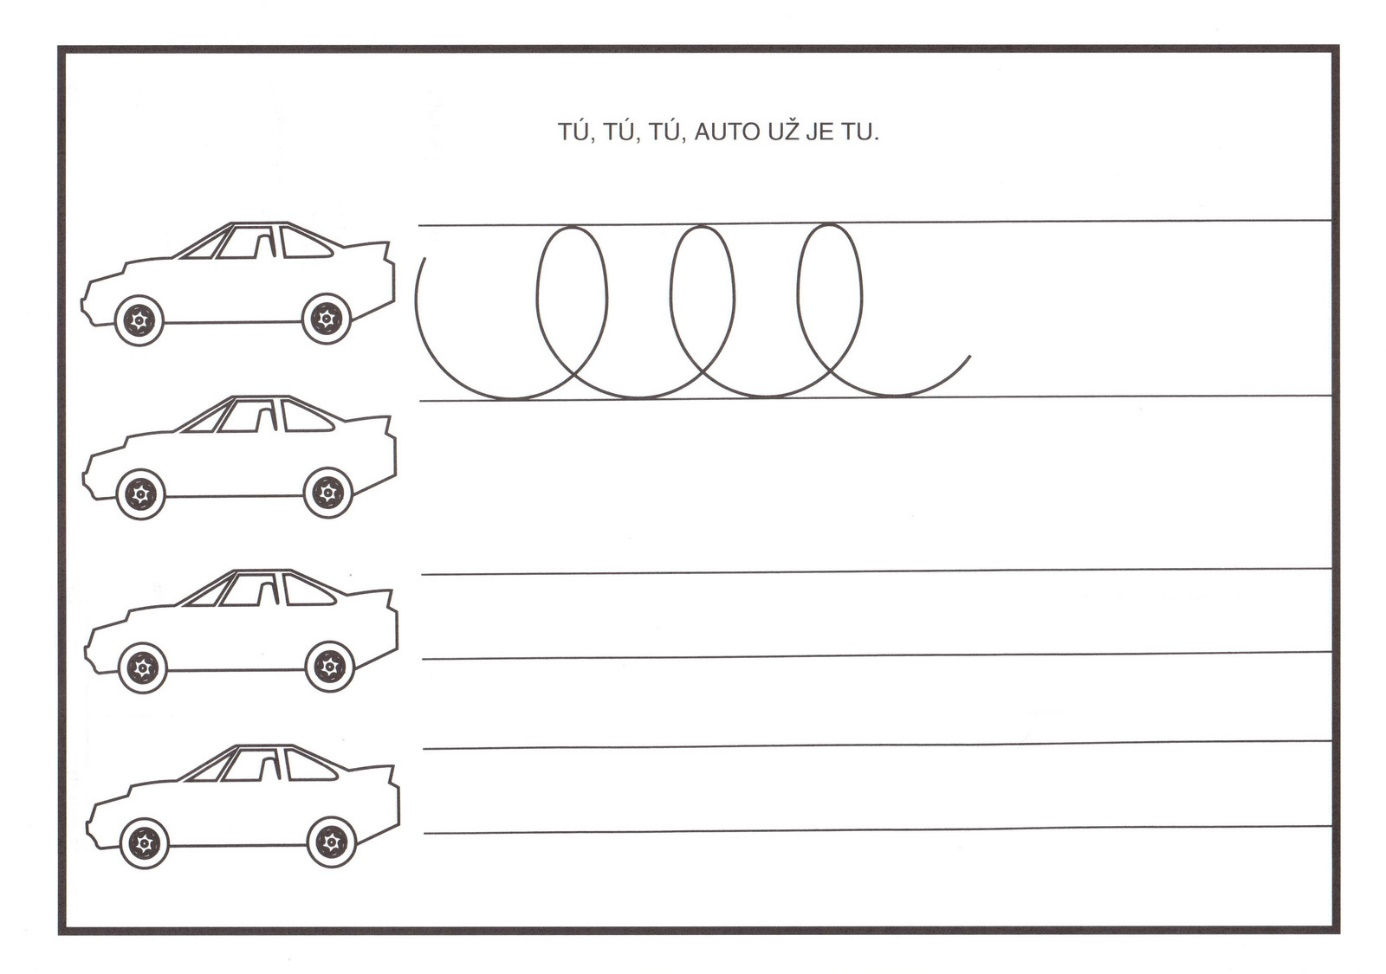 TÚ, TÚ, TÚ, AUTO UŽ JE TU.